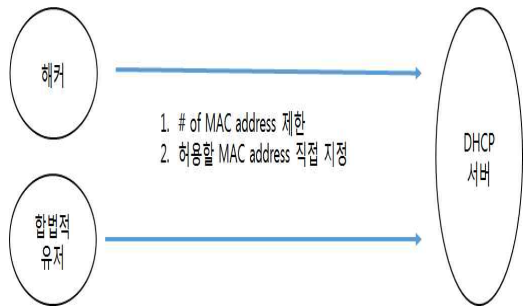 해커
1. # of MAC address 제한
2. 허용할 MAC address 직접 지정
DHCP
서버
합법적
유저